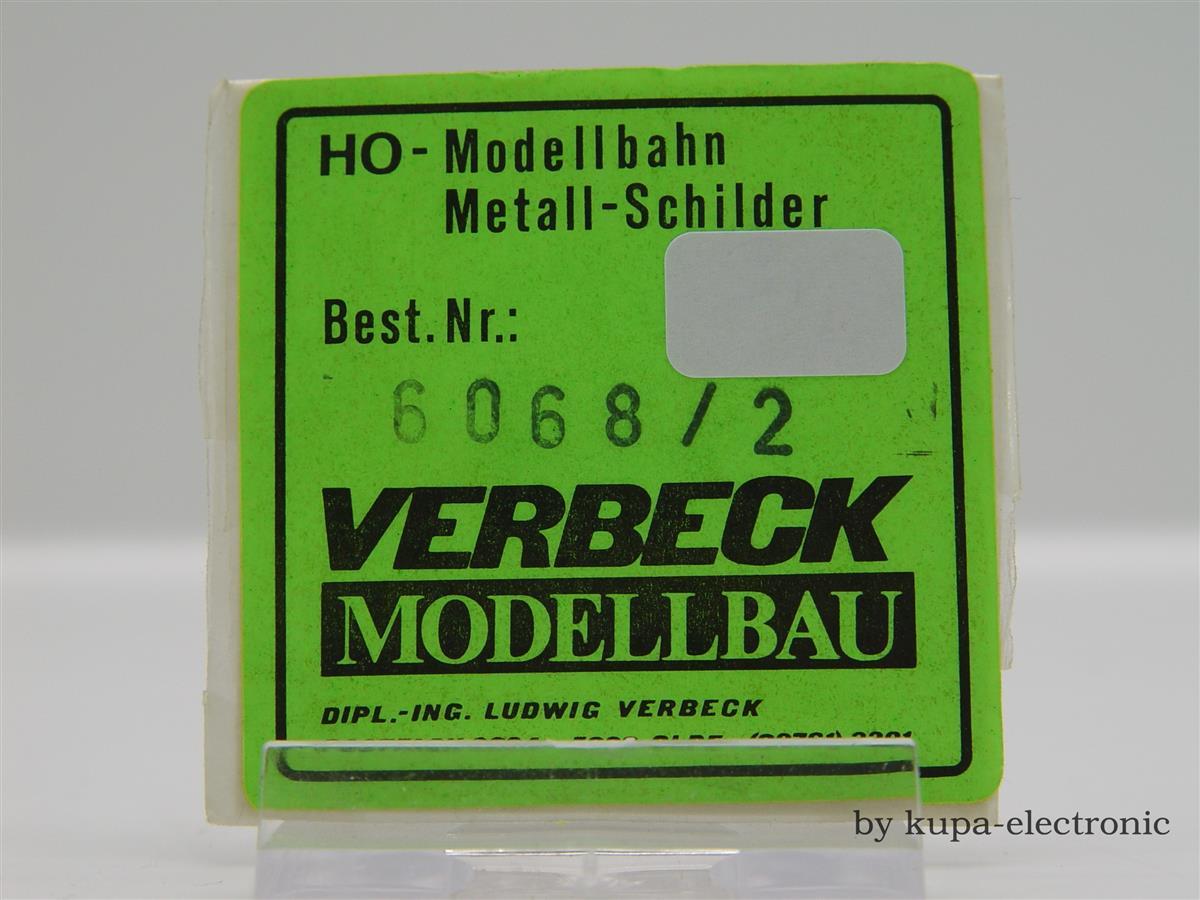 HO - Modellbahn
Metall-Schilder
Best. Nr.:
6068/2
VERBECK
MODELLBAU
DIPL.-ING. LUDWIG VERBECK
by kupa-electronic